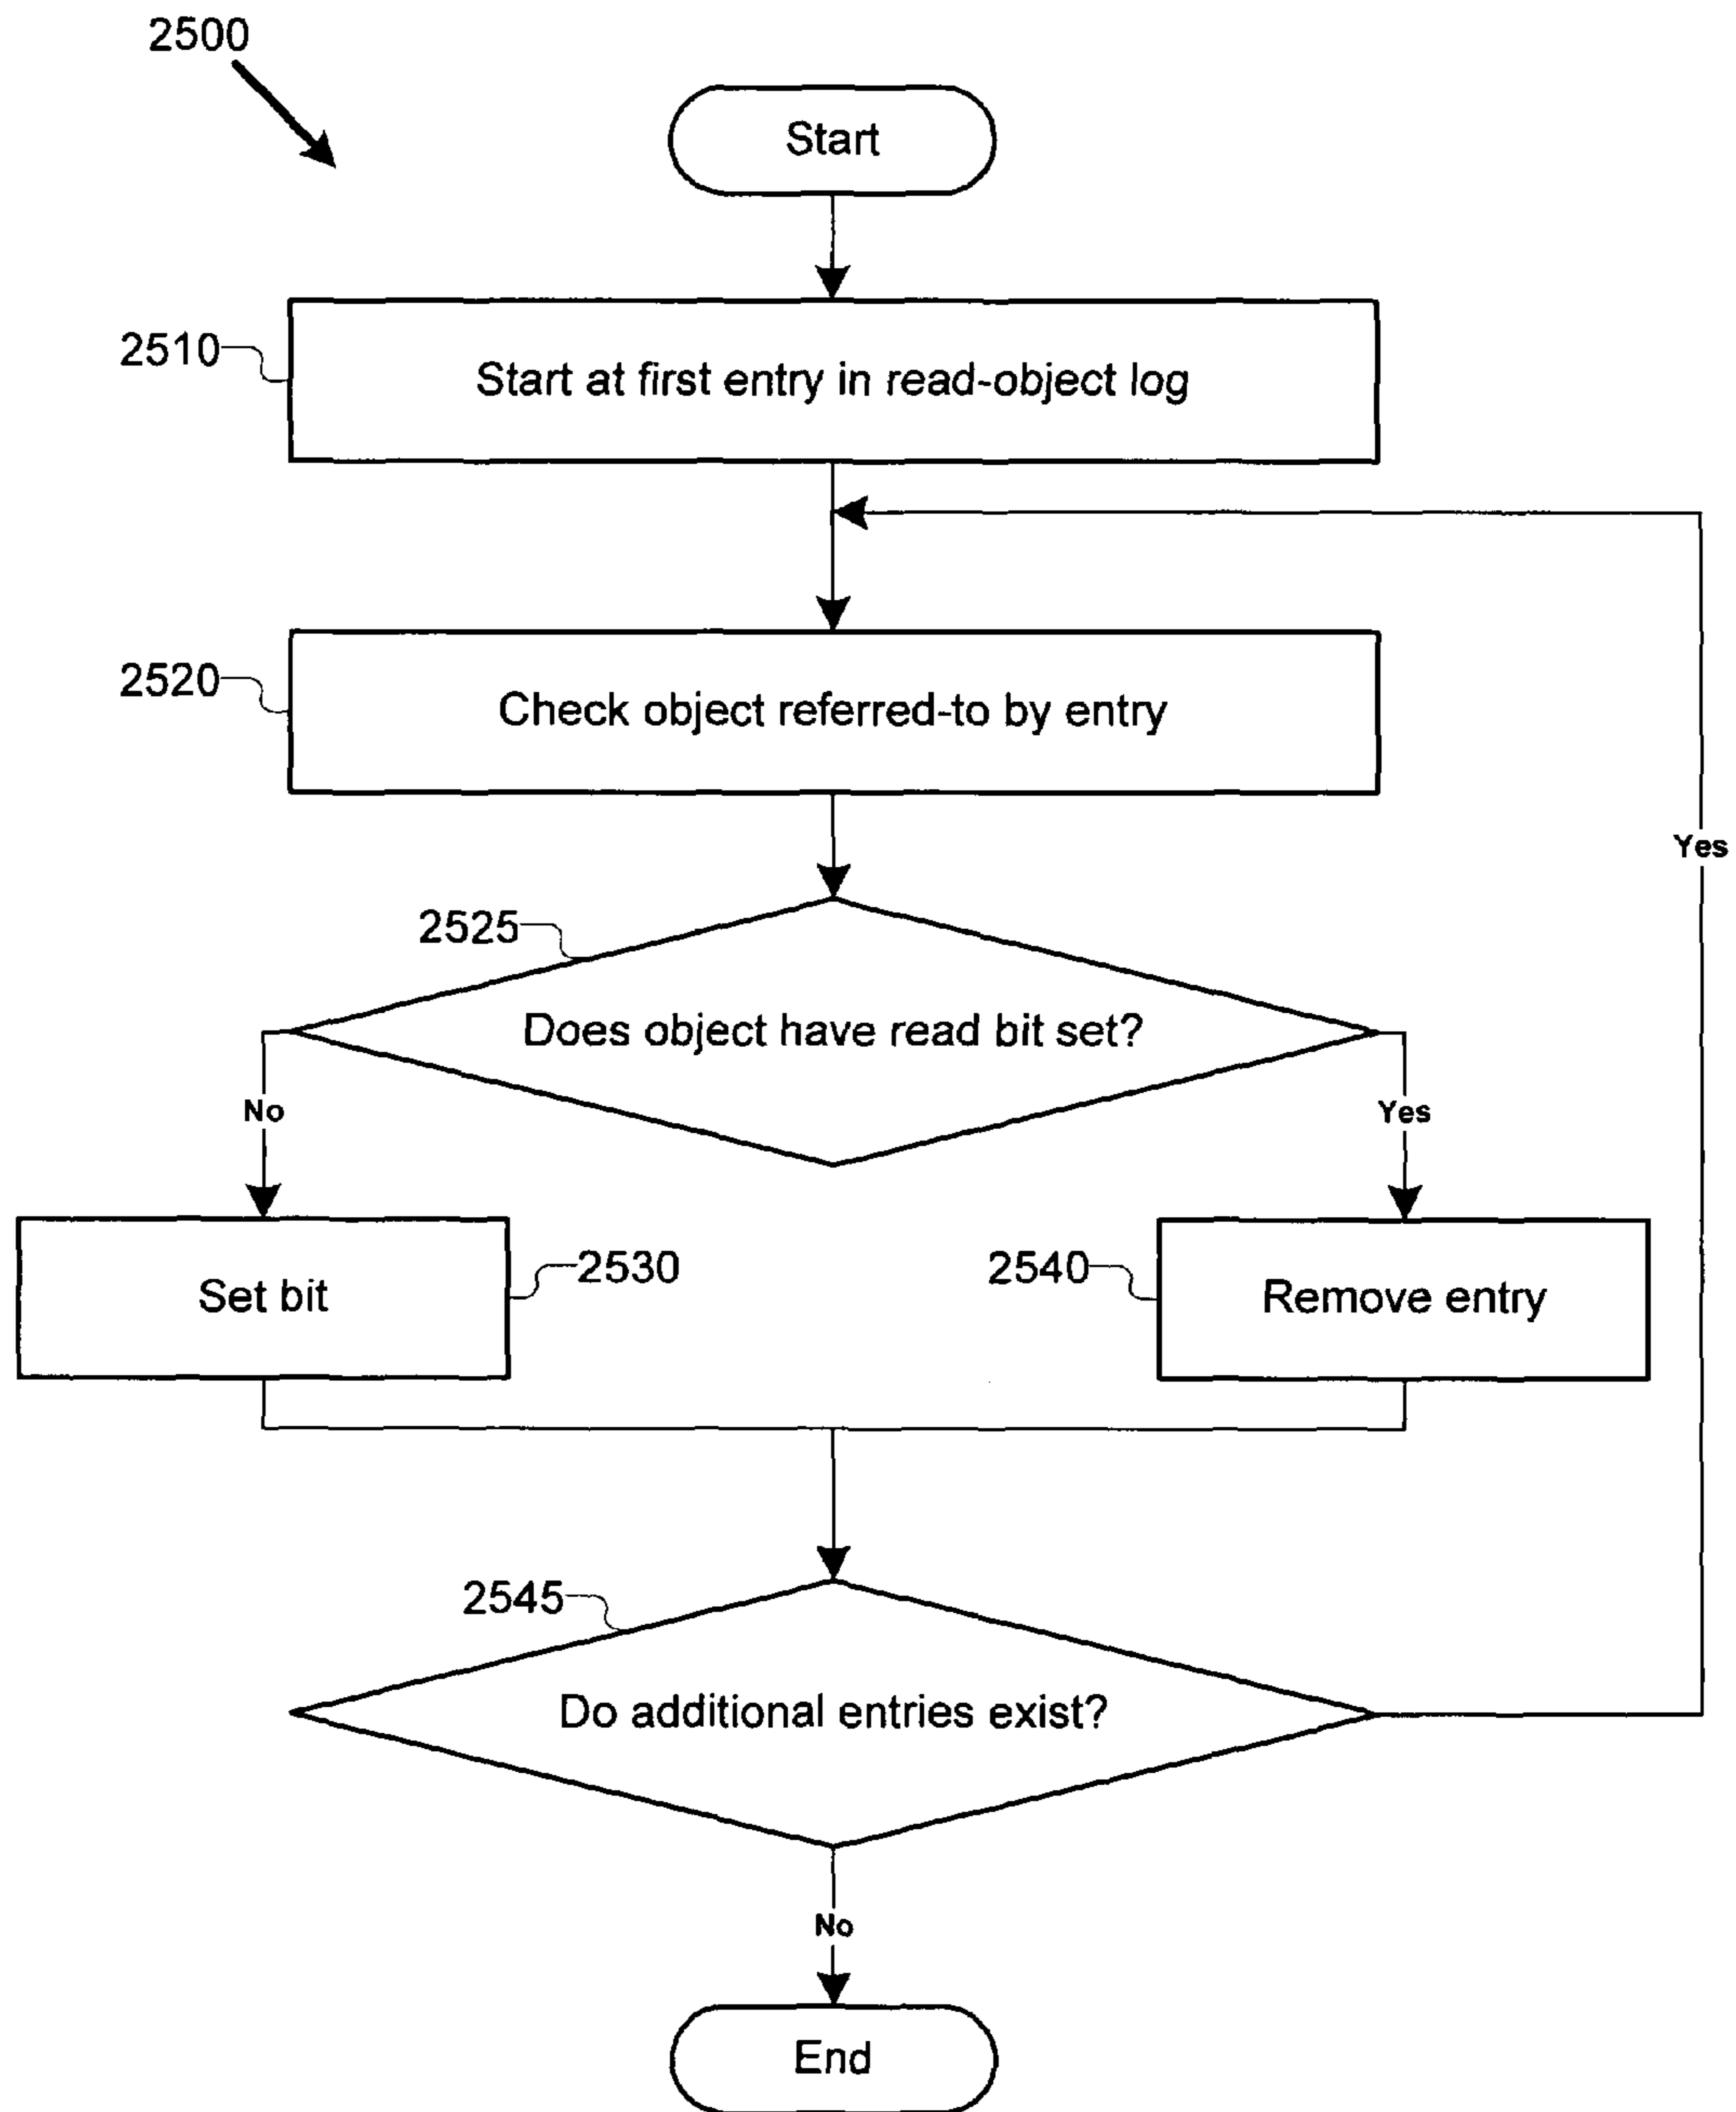 2500
Start
2510
Start at first entry in read-object log
2520
Check object referred-to by entry
Yes
2525
Does object have read bit set?
No
Yes
Set bit
2530
2540
Remove entry
2545
Do additional entries exist?
No
End